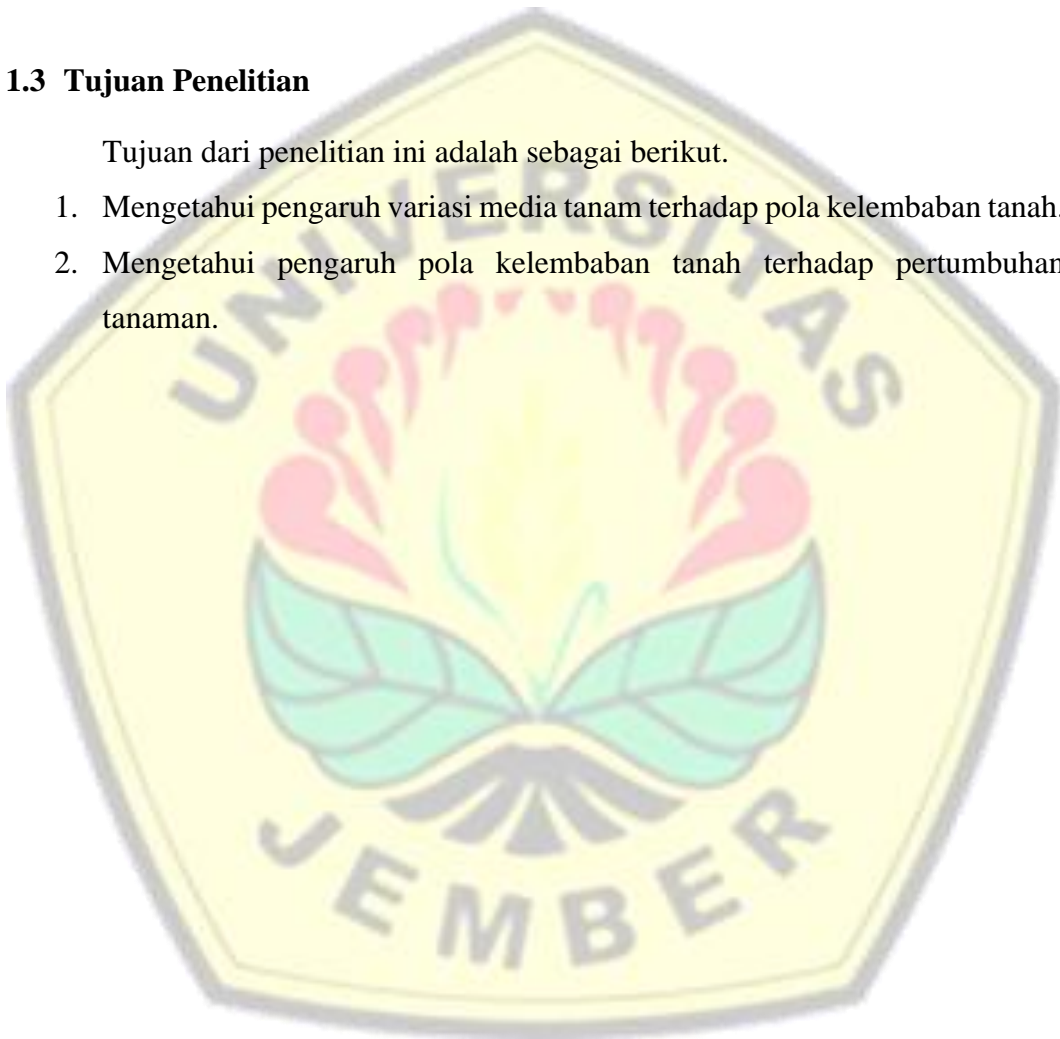 1.3 Tujuan Penelitian
Tujuan dari penelitian ini adalah sebagai berikut.
1. Mengetahui pengaruh variasi media tanam terhadap pola kelembaban tanah.
2. Mengetahui pengaruh pola kelembaban tanah terhadap pertumbuhan
tanaman.
UNIVERSITAS
JEMBER